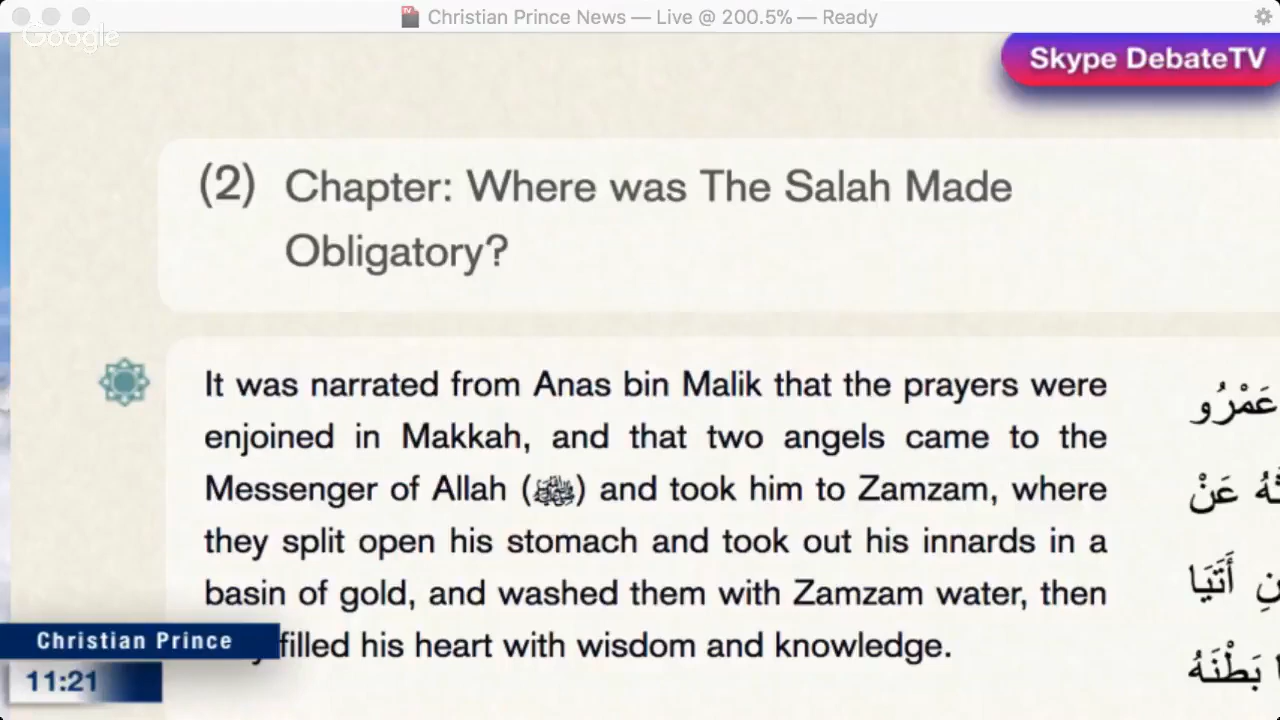 Christian Prince News — Live @ 200.5% — Ready
Google
Skype DebateTV
(2) Chapter: Where was The Salah Made
Obligatory?
It was narrated from Anas bin Malik that the prayers were
enjoined in Makkah, and that two angels came to the
Messenger of Allah (ﷺ) and took him to Zamzam, where
they split open his stomach and took out his innards in a
basin of gold, and washed them with Zamzam water, then
filled his heart with wisdom and knowledge.
عَمْرُو
عَنْ
أَتَيَا
بَطْنَهُ
Christian Prince
11:21